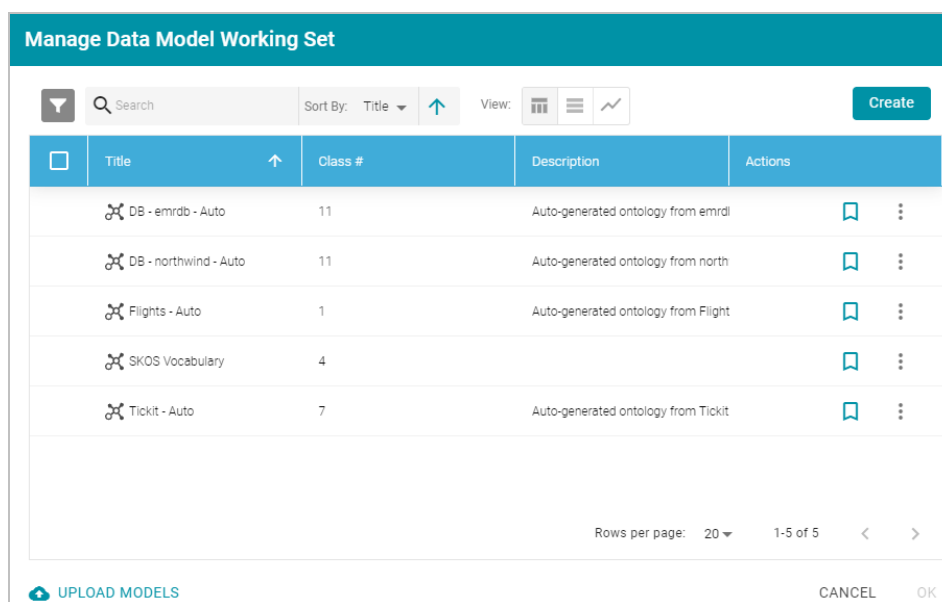 Manage Data Model Working Set
Search Sort By: Title View: Create
Title Class # Description Actions
DB - emrdb - Auto 11 Auto-generated ontology from emrdl
DB - northwind - Auto 11 Auto-generated ontology from north
Flights - Auto 1 Auto-generated ontology from Flight
SKOS Vocabulary 4
Tickit - Auto 7 Auto-generated ontology from Tickit
Rows per page: 20 1-5 of 5
UPLOAD MODELS CANCEL OK